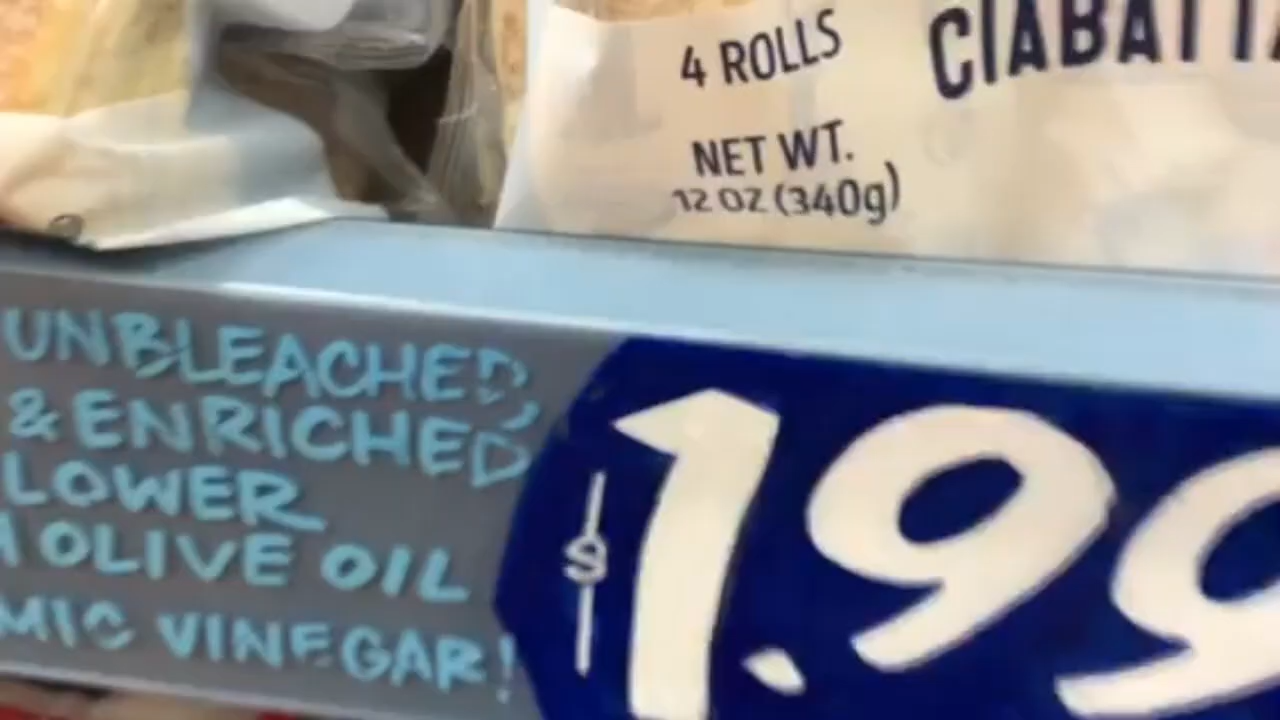 4 ROLLS
CIABATTA
NET WT.
12 OZ (340g)
UNBLEACHED,
& ENRICHED
LOWER
OLIVE OIL
MIC VINEGAR!
$1.99